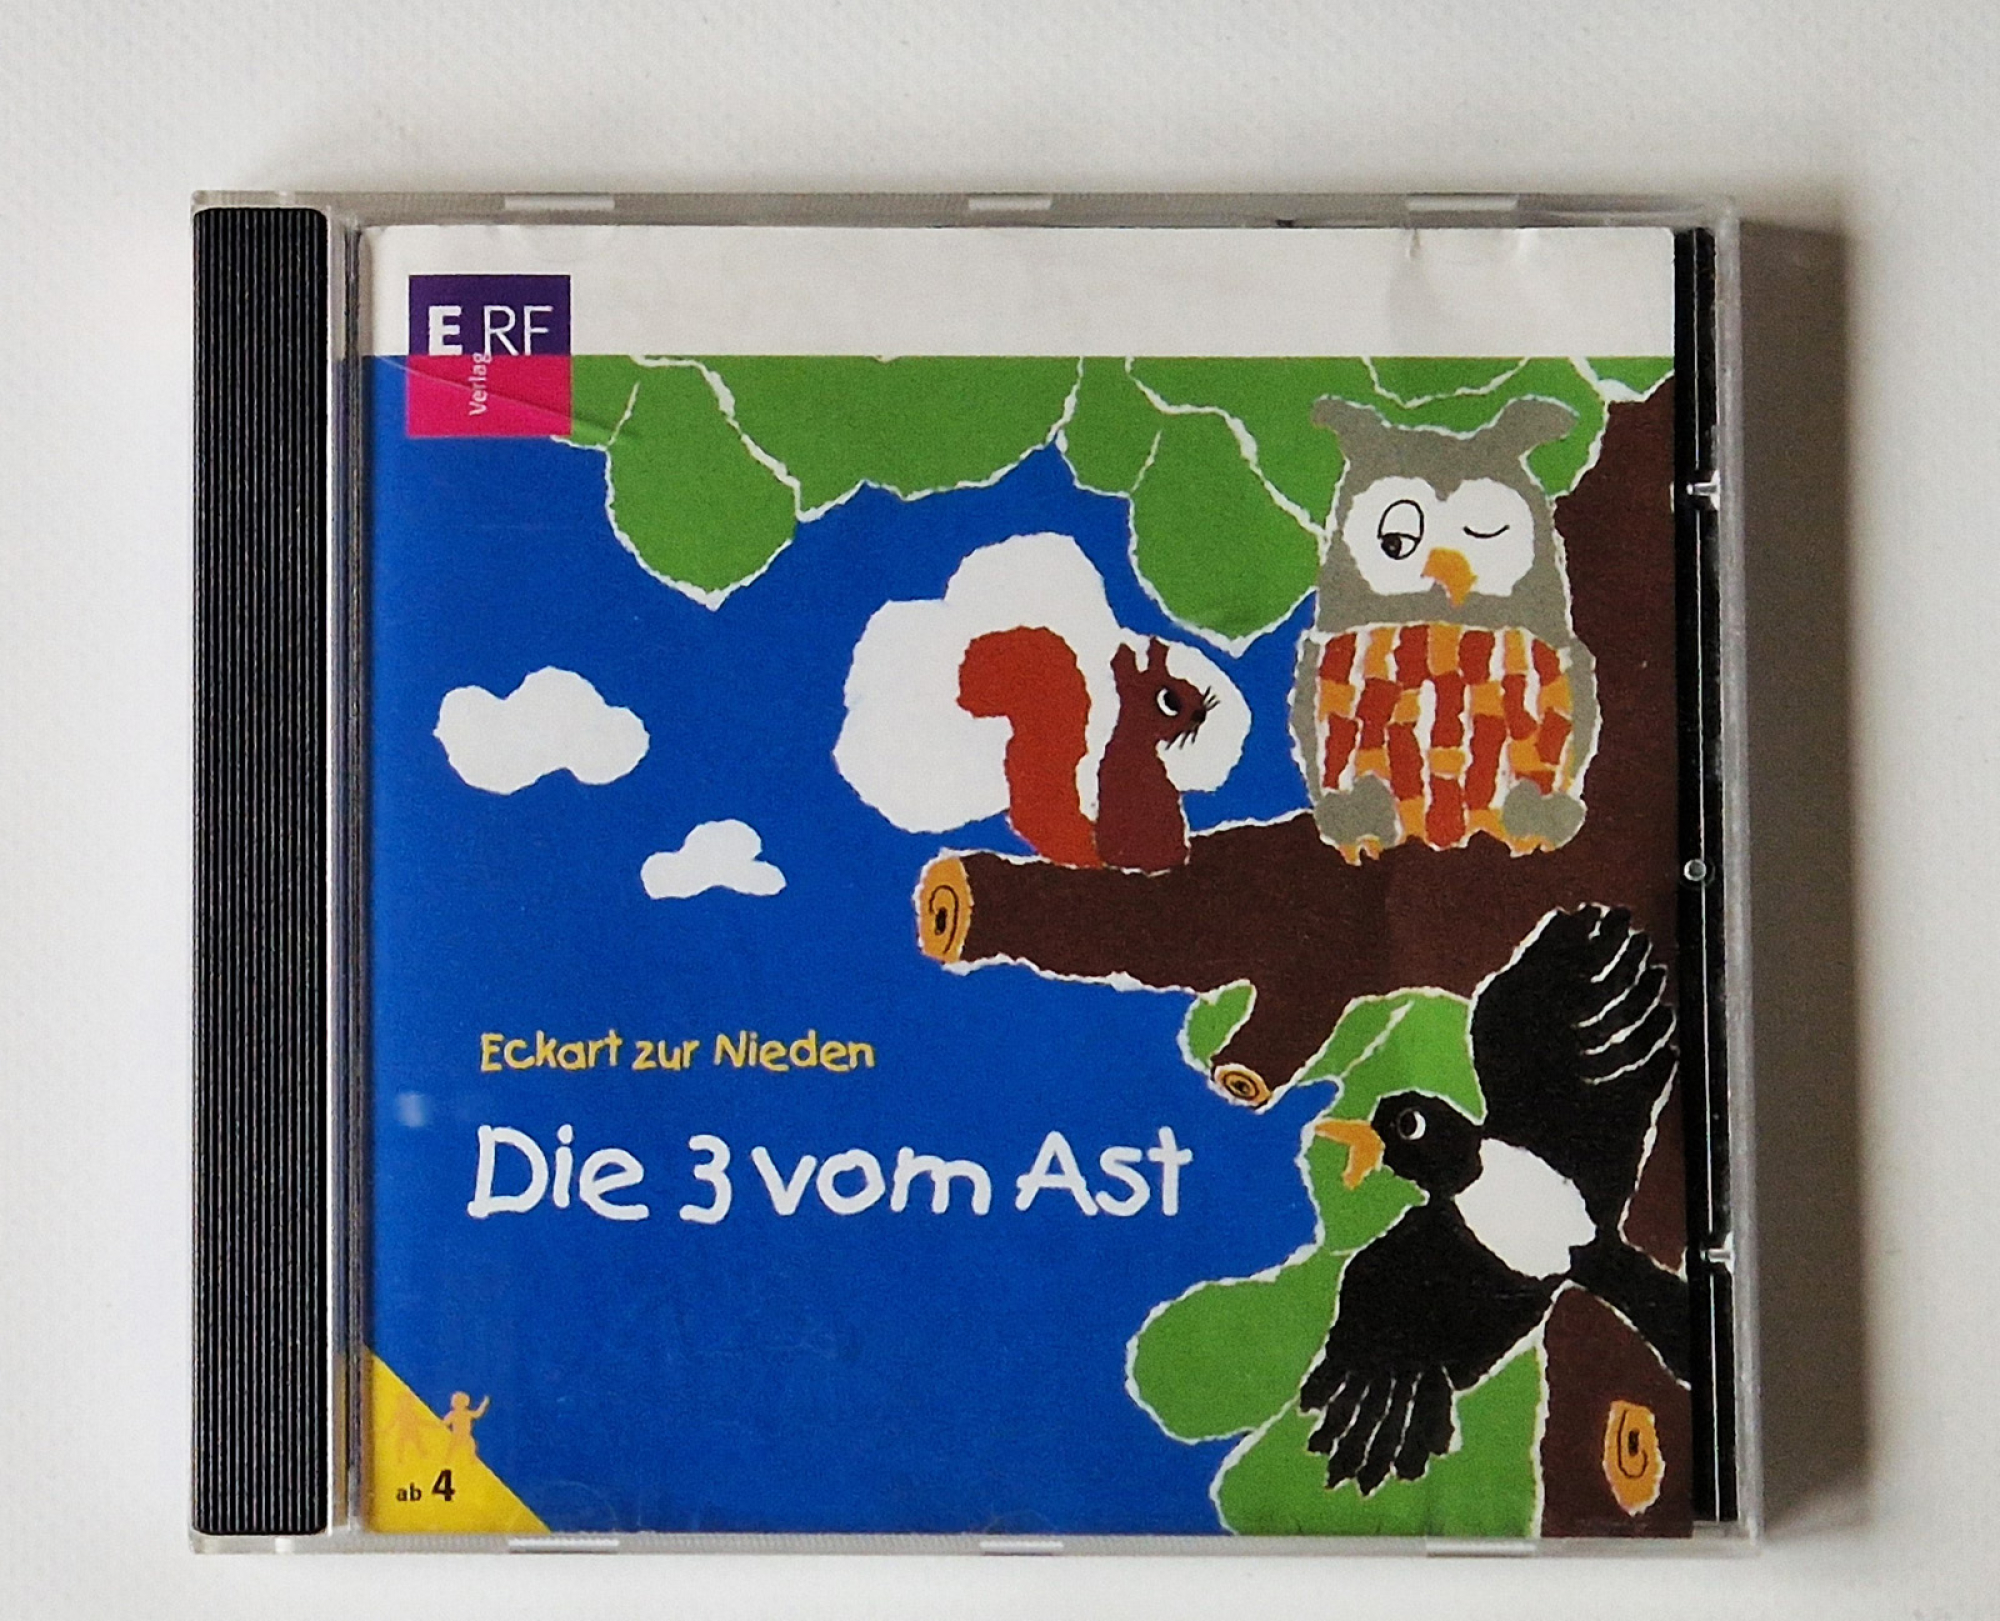 ERF
Verlag
Eckart zur Nieden
Die 3 vom Ast
ab 4